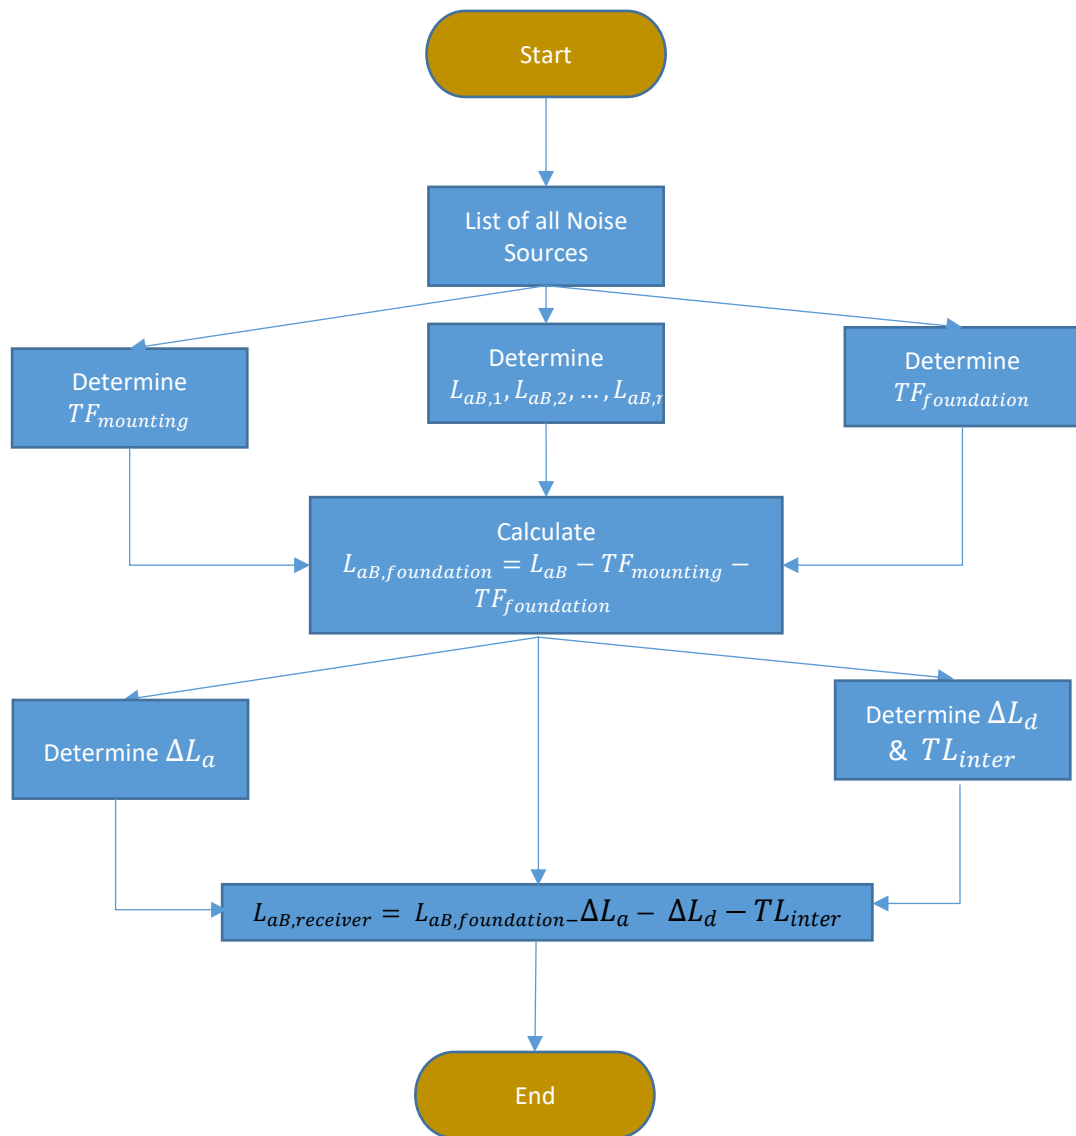 Start
List of all Noise
Sources
Determine
TF_mounting
Determine
L_aB,1, L_aB,2, … , L_aB,n
Determine
TF_foundation
Calculate
L_aB,foundation = L_aB − TF_mounting −
TF_foundation
Determine ΔL_a
Determine ΔL_d
& TL_inter
L_aB,receiver = L_aB,foundation − ΔL_a − ΔL_d − TL_inter
End